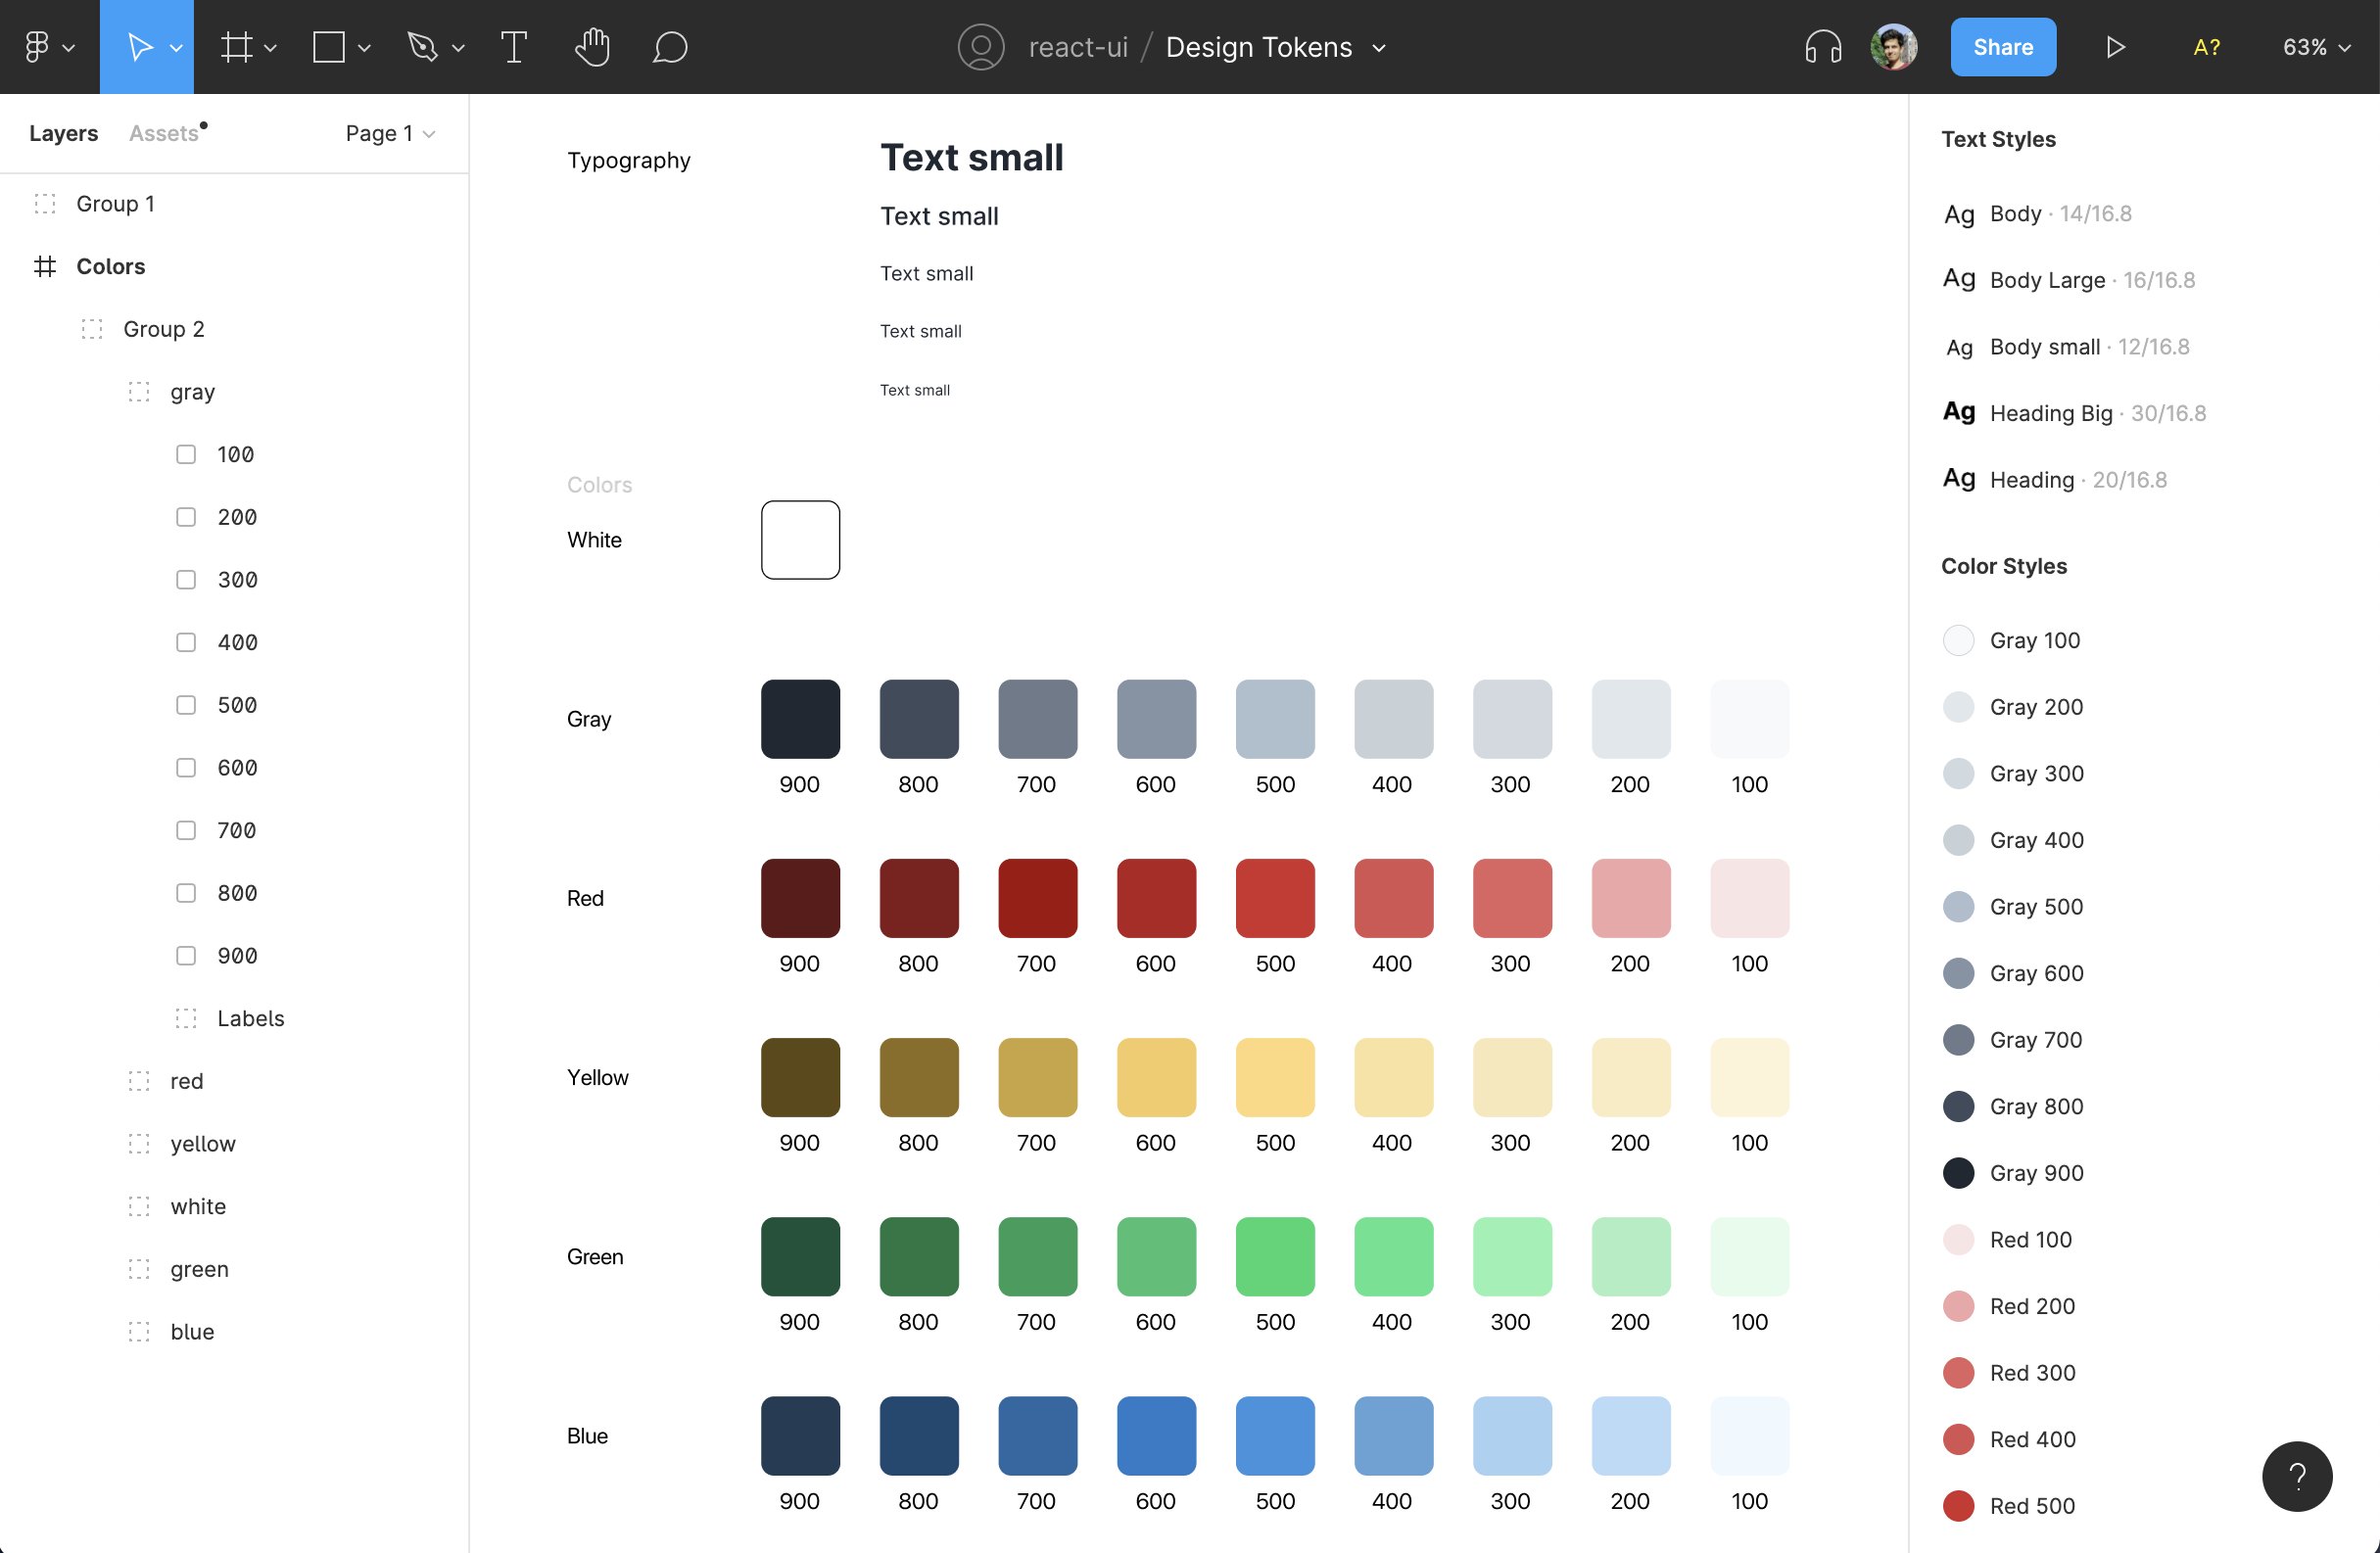 react-ui / Design Tokens
Share
A?
63%
Layers
Assets
Page 1
Group 1
Colors
Group 2
gray
100
200
300
400
500
600
700
800
900
Labels
red
yellow
white
green
blue
Typography
Text small
Text small
Text small
Text small
Text small
Colors
White
Gray
900 800 700 600 500 400 300 200 100
Red
900 800 700 600 500 400 300 200 100
Yellow
900 800 700 600 500 400 300 200 100
Green
900 800 700 600 500 400 300 200 100
Blue
900 800 700 600 500 400 300 200 100
Text Styles
Ag Body · 14/16.8
Ag Body Large · 16/16.8
Ag Body small · 12/16.8
Ag Heading Big · 30/16.8
Ag Heading · 20/16.8
Color Styles
Gray 100
Gray 200
Gray 300
Gray 400
Gray 500
Gray 600
Gray 700
Gray 800
Gray 900
Red 100
Red 200
Red 300
Red 400
Red 500
?